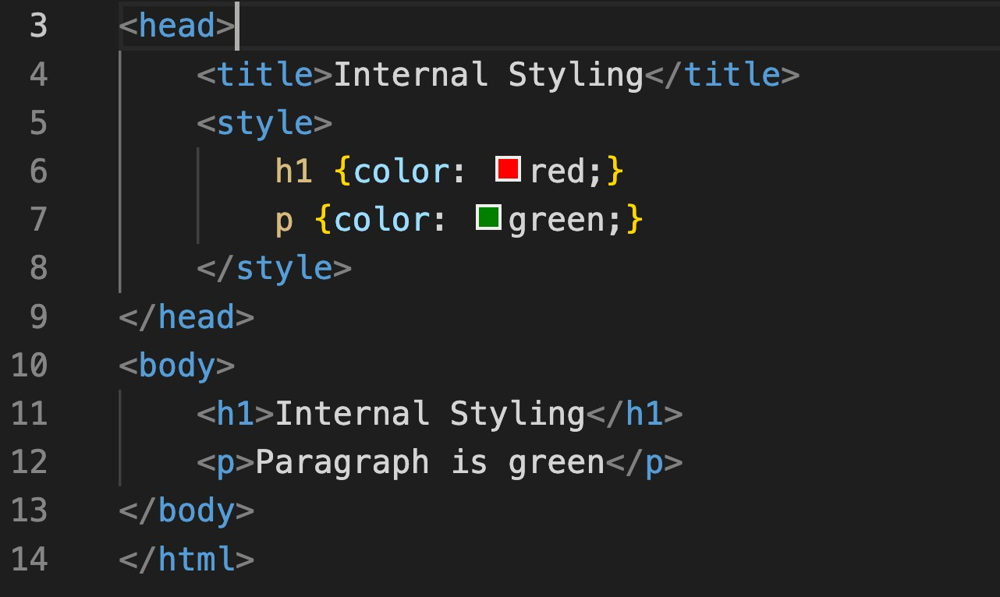 3 <head>
4 <title>Internal Styling</title>
5 <style>
6 h1 {color: red;}
7 p {color: green;}
8 </style>
9 </head>
10 <body>
11 <h1>Internal Styling</h1>
12 <p>Paragraph is green</p>
13 </body>
14 </html>